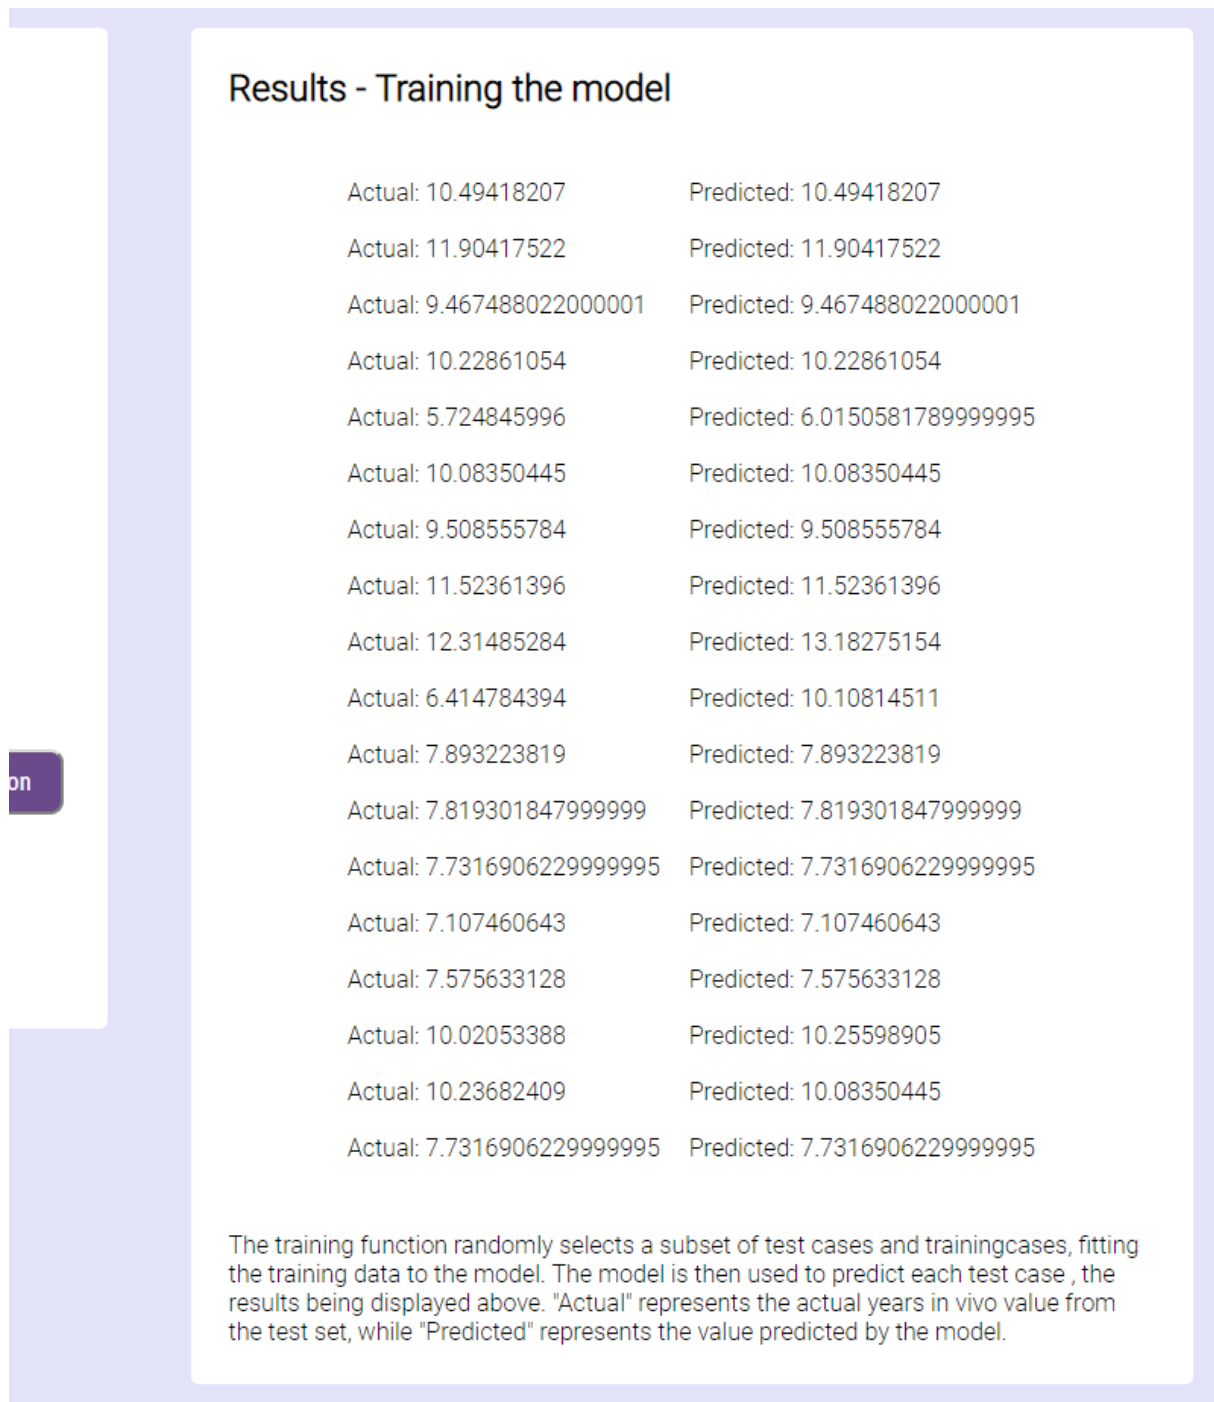 Results - Training the model
Actual: 10.49418207 Predicted: 10.49418207
Actual: 11.90417522 Predicted: 11.90417522
Actual: 9.467488022000001 Predicted: 9.467488022000001
Actual: 10.22861054 Predicted: 10.22861054
Actual: 5.724845996 Predicted: 6.0150581789999995
Actual: 10.08350445 Predicted: 10.08350445
Actual: 9.508555784 Predicted: 9.508555784
Actual: 11.52361396 Predicted: 11.52361396
Actual: 12.31485284 Predicted: 13.18275154
Actual: 6.414784394 Predicted: 10.10814511
Actual: 7.893223819 Predicted: 7.893223819
on
Actual: 7.819301847999999 Predicted: 7.819301847999999
Actual: 7.7316906229999995 Predicted: 7.7316906229999995
Actual: 7.107460643 Predicted: 7.107460643
Actual: 7.575633128 Predicted: 7.575633128
Actual: 10.02053388 Predicted: 10.25598905
Actual: 10.23682409 Predicted: 10.08350445
Actual: 7.7316906229999995 Predicted: 7.7316906229999995
The training function randomly selects a subset of test cases and trainingcases, fitting
the training data to the model. The model is then used to predict each test case , the
results being displayed above. "Actual" represents the actual years in vivo value from
the test set, while "Predicted" represents the value predicted by the model.